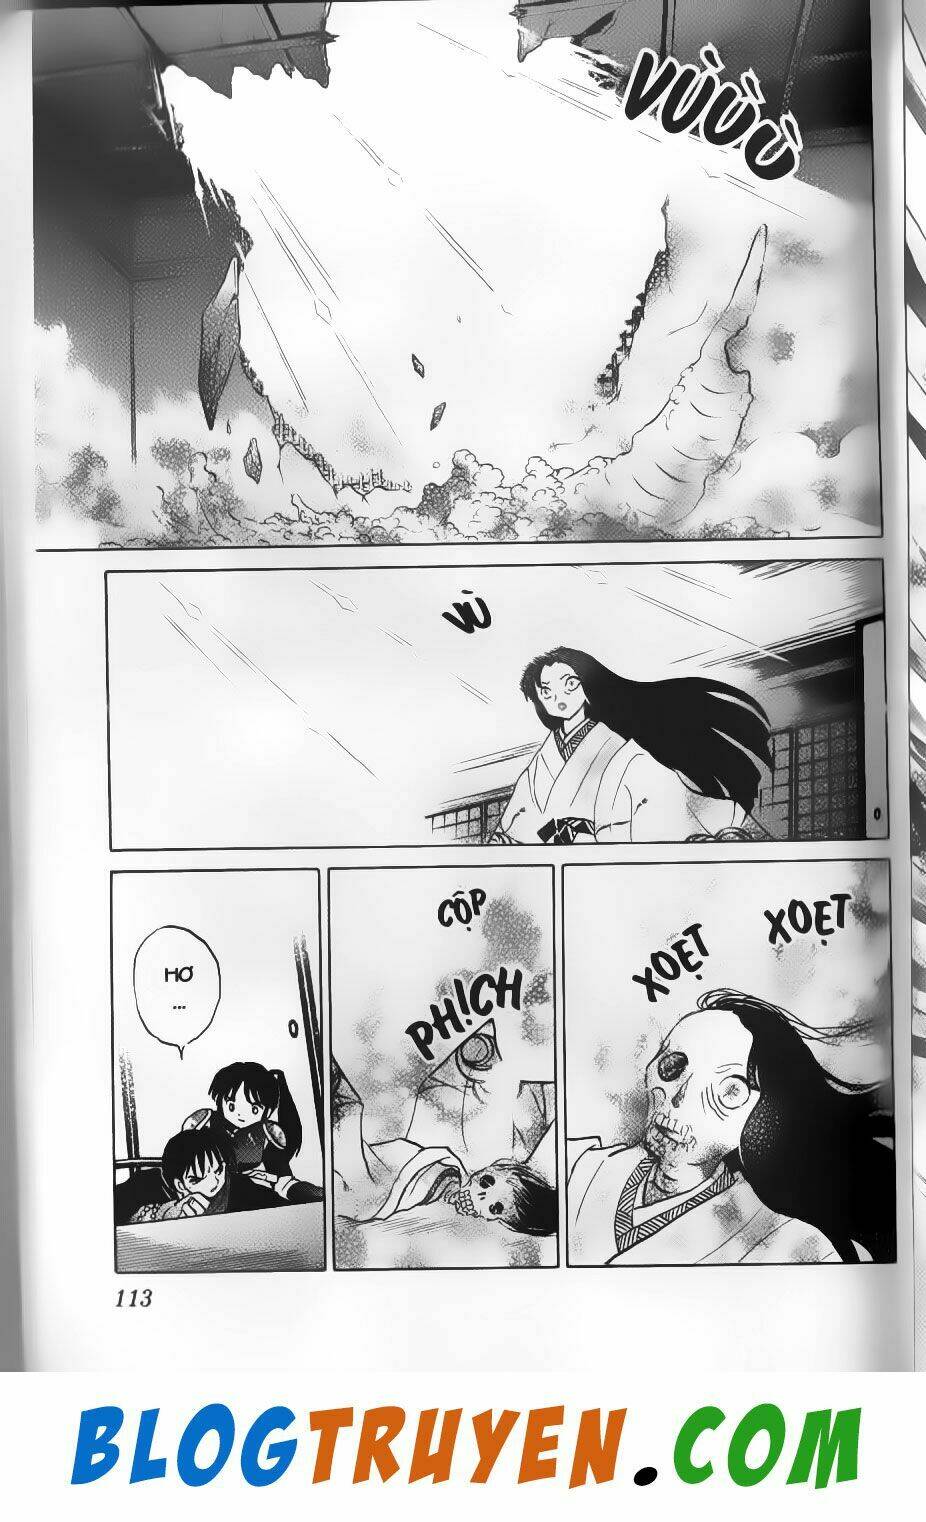 VÙÙÙ
VÙ
XOẸT
XOẸT
CỘP
PHỊCH
HƠ
...
113
BLOGTRUYEN.COM